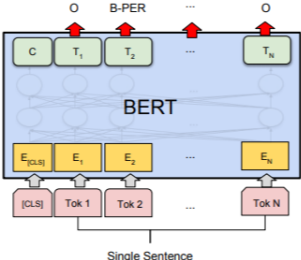 O B-PER ... O
C T1 T2 ... TN
BERT
E[CLS] E1 E2 ... EN
[CLS] Tok 1 Tok 2 ... Tok N
Single Sentence